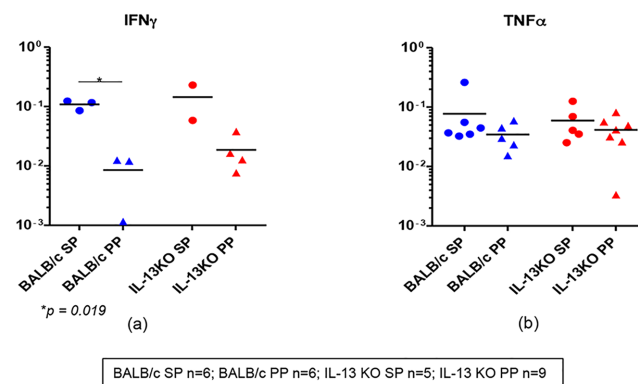 IFNγ
10⁰
10⁻¹
10⁻²
10⁻³
*
BALB/c SP
BALB/c PP
IL-13KO SP
IL-13KO PP
*p = 0.019
(a)
TNFα
10⁰
10⁻¹
10⁻²
10⁻³
BALB/c SP
BALB/c PP
IL-13KO SP
IL-13KO PP
(b)
BALB/c SP n=6; BALB/c PP n=6; IL-13 KO SP n=5; IL-13 KO PP n=9